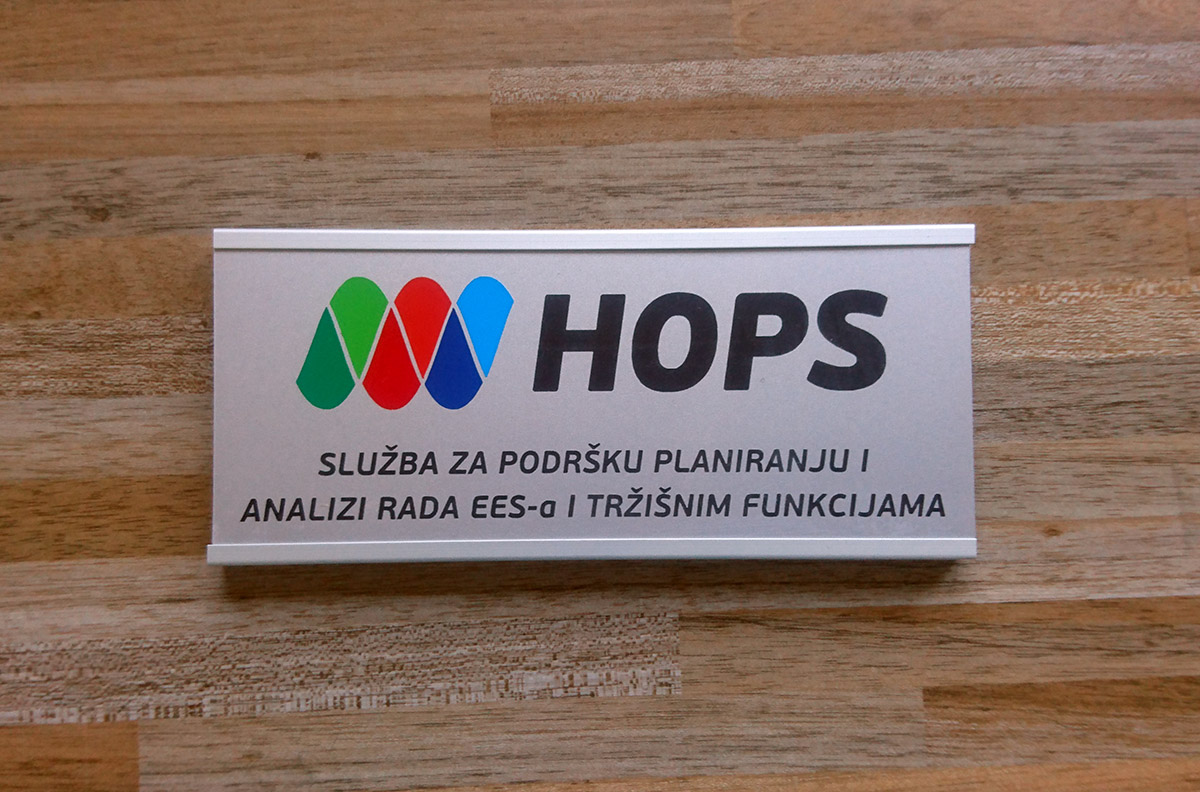 HOPS
SLUŽBA ZA PODRŠKU PLANIRANJU I
ANALIZI RADA EES-a I TRŽIŠNIM FUNKCIJAMA